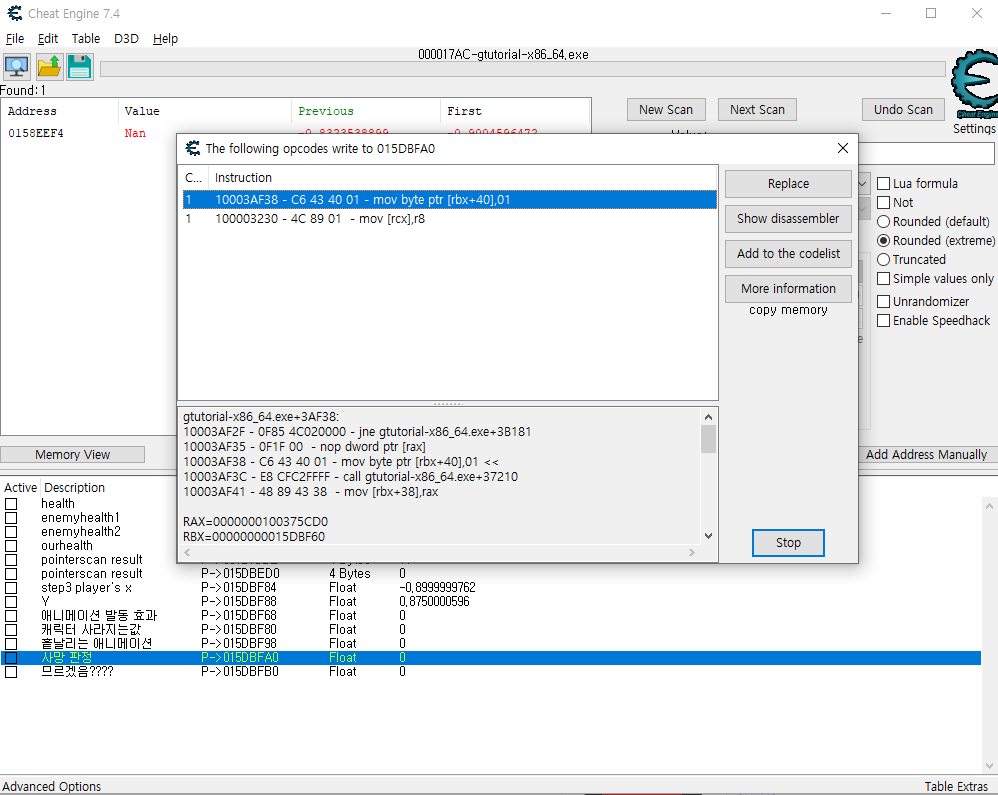 Cheat Engine 7.4
File Edit Table D3D Help
000017AC-gtutorial-x86_64.exe
Found:1
Address Value Previous First
0158EEF4 Nan -0.8323538899 -0.9004596472
New Scan Next Scan Undo Scan
Cheat Engine
Settings
The following opcodes write to 015DBFA0
C... Instruction
1 10003AF38 - C6 43 40 01 - mov byte ptr [rbx+40],01
1 100003230 - 4C 89 01 - mov [rcx],r8
Replace
Show disassembler
Add to the codelist
More information
copy memory
Lua formula
Not
Rounded (default)
Rounded (extreme)
Truncated
Simple values only
Unrandomizer
Enable Speedhack
gtutorial-x86_64.exe+3AF38:
10003AF2F - 0F85 4C020000 - jne gtutorial-x86_64.exe+3B181
10003AF35 - 0F1F 00 - nop dword ptr [rax]
10003AF38 - C6 43 40 01 - mov byte ptr [rbx+40],01 <<
10003AF3C - E8 CFC2FFFF - call gtutorial-x86_64.exe+37210
10003AF41 - 48 89 43 38 - mov [rbx+38],rax
RAX=0000000100375CD0
RBX=00000000015DBF60
Stop
Memory View
Add Address Manually
Active Description
health
enemyhealth1
enemyhealth2
ourhealth
pointerscan result
pointerscan result P->015DBED0 4 Bytes 0
step3 player's x P->015DBF84 Float -0,8999999762
Y P->015DBF88 Float 0,8750000596
애니메이션 발동 효과 P->015DBF68 Float 0
캐릭터 사라지는값 P->015DBF80 Float 0
흩날리는 애니메이션 P->015DBF98 Float 0
사망 판정 P->015DBFA0 Float 0
므르겠음???? P->015DBFB0 Float 0
Advanced Options
Table Extras